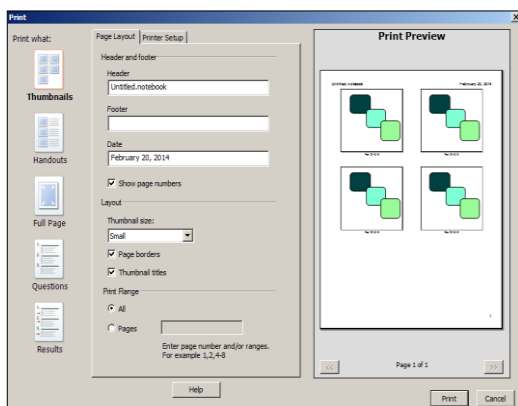 Print
Print what:
Thumbnails
Handouts
Full Page
Questions
Results
Page Layout
Printer Setup
Header and footer
Header
Untitled.notebook
Footer
Date
February 20, 2014
Show page numbers
Layout
Thumbnail size:
Small
Page borders
Thumbnail titles
Print Range
All
Pages
Enter page number and/or ranges.
For example 1,2,4-8
Help
Print Preview
Untitled.notebook February 20, 2014
1
<<
Page 1 of 1
>>
Print
Cancel